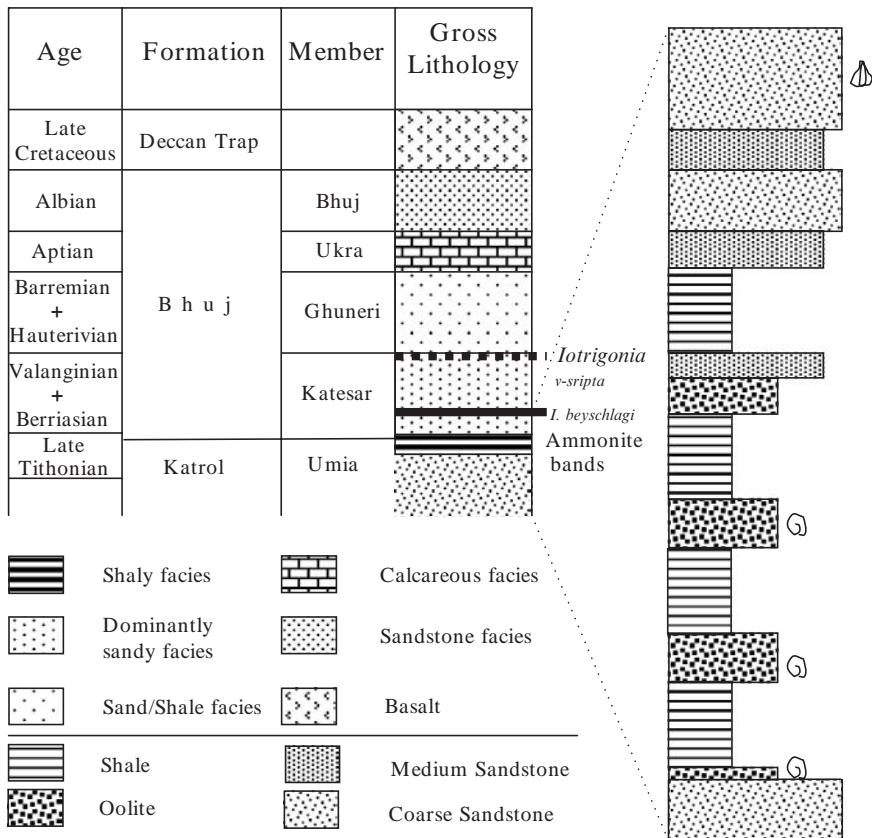 Age Formation Member Gross Lithology
Late Cretaceous Deccan Trap
Albian Bhuj
Aptian Ukra
Barremian + Hauterivian Bhuj Ghuneri
Iotrigonia
v-sripta
Valanginian + Berriasian Katesar
I. beyschlagi
Ammonite
bands
Late Tithonian Katrol Umia
Shaly facies Calcareous facies
Dominantly
sandy facies Sandstone facies
Sand/Shale facies Basalt
Shale Medium Sandstone
Oolite Coarse Sandstone